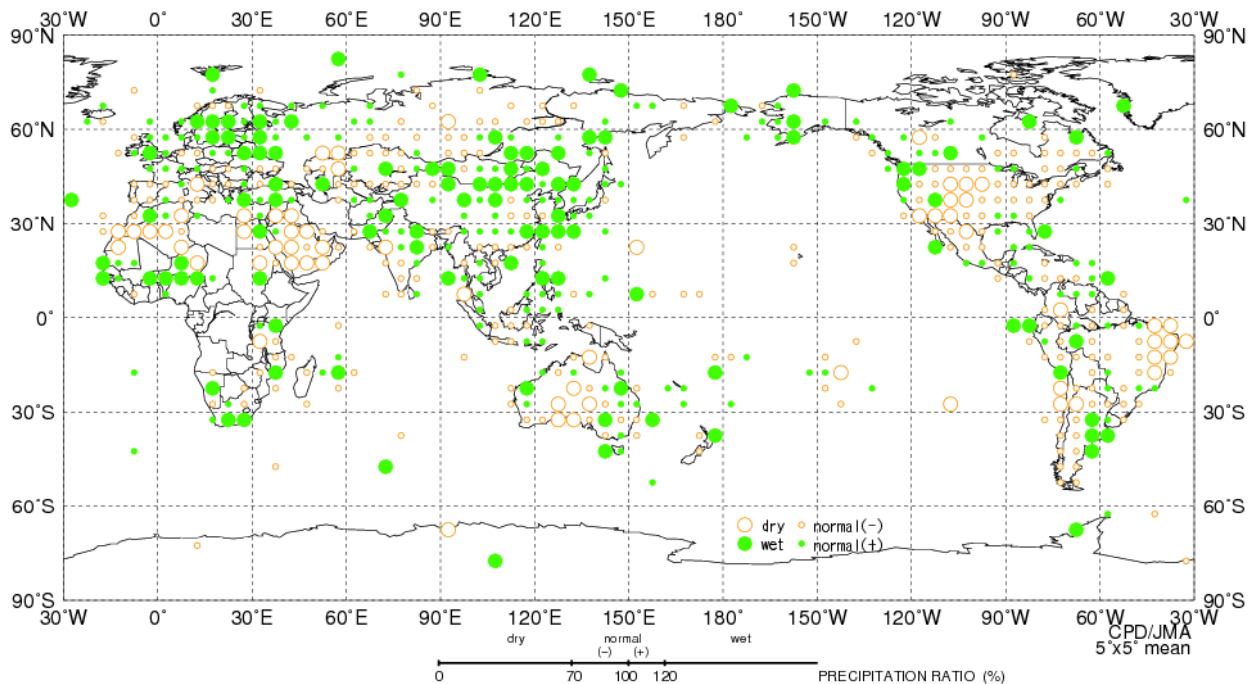 30°W 0° 30°E 60°E 90°E 120°E 150°E 180° 150°W 120°W 90°W 60°W 30°W
90°N 90°N
60°N 60°N
30°N 30°N
0° 0°
30°S 30°S
60°S 60°S
dry normal(-)
wet normal(+)
90°S 90°S
30°W 0° 30°E 60°E 90°E 120°E 150°E 180° 150°W 120°W 90°W 60°W 30°W
CPD/JMA
5°x5° mean
dry normal wet
(-) (+)
0 70 100 120 PRECIPITATION RATIO (%)